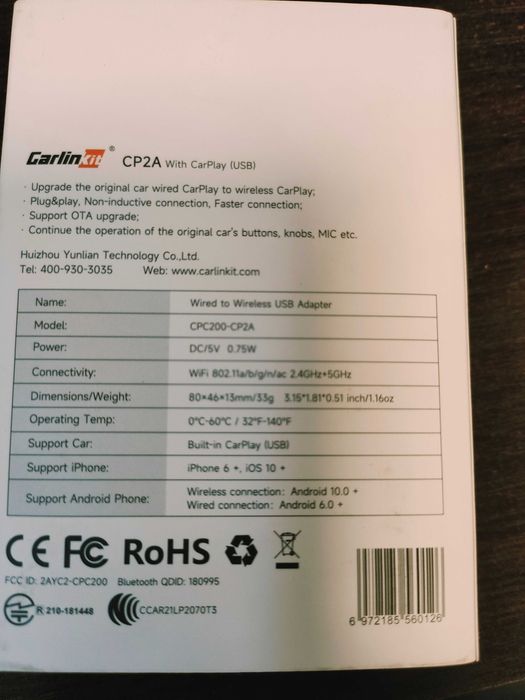 Carlinkit® CP2A With CarPlay (USB)
· Upgrade the original car wired CarPlay to wireless CarPlay;
· Plug&play, Non-inductive connection, Faster connection;
· Support OTA upgrade;
· Continue the operation of the original car's buttons, knobs, MIC etc.
Huizhou Yunlian Technology Co.,Ltd.
Tel: 400-930-3035 Web: www.carlinkit.com
Name: Wired to Wireless USB Adapter
Model: CPC200-CP2A
Power: DC/5V 0.75W
Connectivity: WiFi 802.11a/b/g/n/ac 2.4GHz+5GHz
Dimensions/Weight: 80×46×13mm/33g 3.15*1.81*0.51 inch/1.16oz
Operating Temp: 0°C-60°C / 32°F-140°F
Support Car: Built-in CarPlay (USB)
Support iPhone: iPhone 6 +, iOS 10 +
Support Android Phone: Wireless connection: Android 10.0 +
Wired connection: Android 6.0 +
CE FC RoHS
FCC ID: 2AYC2-CPC200 Bluetooth QDID: 180995
R 210-181448 CCAR21LP2070T3
6 972185 560126